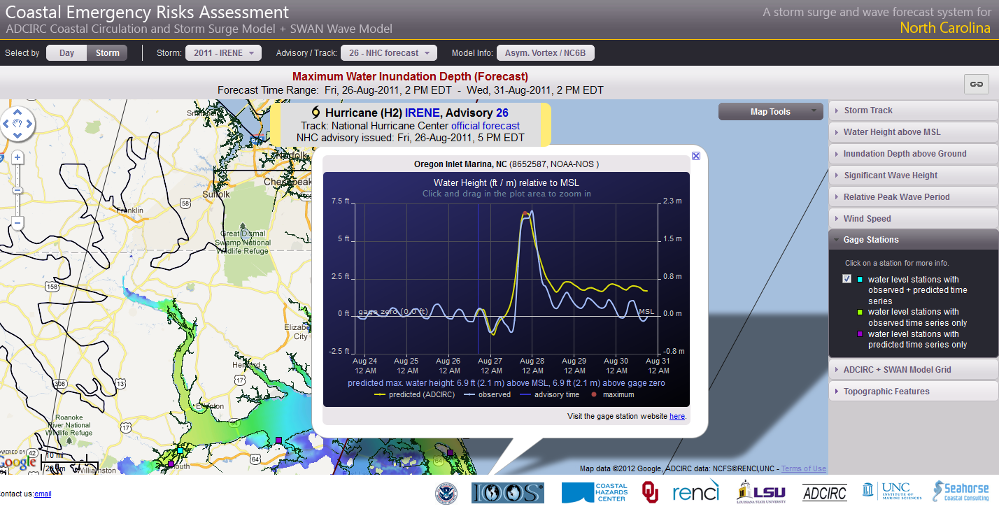 Coastal Emergency Risks Assessment
ADCIRC Coastal Circulation and Storm Surge Model + SWAN Wave Model
A storm surge and wave forecast system for
North Carolina
Select by Day Storm Storm: 2011 - IRENE Advisory / Track: 26 - NHC forecast Model Info: Asym. Vortex / NC6B
Maximum Water Inundation Depth (Forecast)
Forecast Time Range: Fri, 26-Aug-2011, 2 PM EDT - Wed, 31-Aug-2011, 2 PM EDT
Hurricane (H2) IRENE, Advisory 26
Track: National Hurricane Center official forecast
NHC advisory issued: Fri, 26-Aug-2011, 5 PM EDT
Map Tools
Norfolk
Chesapeake
Suffolk
Franklin
58
Great Dismal
Swamp National
Wildlife Refuge
158
Elizabeth
City
308
13
17
Edenton
Roanoke
River National
Wildlife Refuge
17
64
64
42
POWERED BY
Google
10 mi
20 km
Williamston
Oregon Inlet Marina, NC (8652587, NOAA-NOS )
Water Height (ft / m) relative to MSL
Click and drag in the plot area to zoom in
7.5 ft
2.3 m
5 ft
1.5 m
2.5 ft
0.8 m
gage zero (0.0 ft)
MSL
0 ft
0.0 m
-2.5 ft
-0.8 m
Aug 24 Aug 25 Aug 26 Aug 27 Aug 28 Aug 29 Aug 30 Aug 31
12 AM 12 AM 12 AM 12 AM 12 AM 12 AM 12 AM 12 AM
predicted max. water height: 6.9 ft (2.1 m) above MSL, 6.9 ft (2.1 m) above gage zero
predicted (ADCIRC) observed advisory time maximum
Visit the gage station website here.
Storm Track
Water Height above MSL
Inundation Depth above Ground
Significant Wave Height
Relative Peak Wave Period
Wind Speed
Gage Stations
Click on a station for more info.
water level stations with
observed + predicted time
series
water level stations with
observed time series only
water level stations with
predicted time series only
ADCIRC + SWAN Model Grid
Topographic Features
Map data ©2012 Google, ADCIRC data: NCFS©RENCI,UNC - Terms of Use
ontact us:email
IOOS
COASTAL
HAZARDS
CENTER
renci
LSU
LOUISIANA STATE UNIVERSITY
ADCIRC
UNC
INSTITUTE OF
MARINE SCIENCES
Seahorse
Coastal Consulting